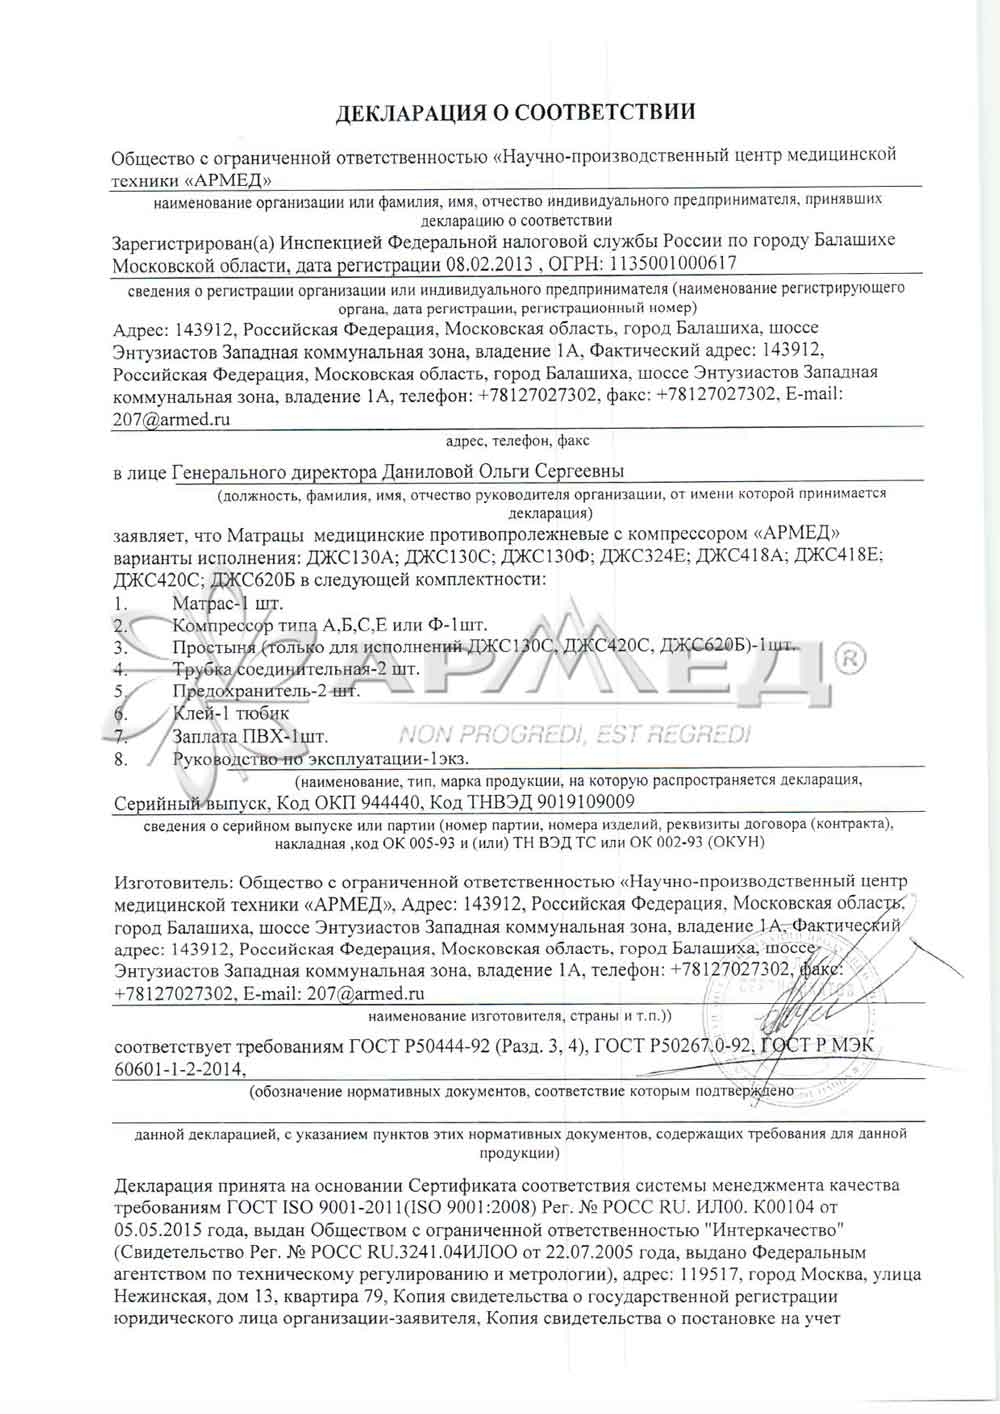 ДЕКЛАРАЦИЯ О СООТВЕТСТВИИ
Общество с ограниченной ответственностью «Научно-производственный центр медицинской
техники «АРМЕД»
наименование организации или фамилия, имя, отчество индивидуального предпринимателя, принявших
декларацию о соответствии
Зарегистрирован(а) Инспекцией Федеральной налоговой службы России по городу Балашихе
Московской области, дата регистрации 08.02.2013 , ОГРН: 1135001000617
сведения о регистрации организации или индивидуального предпринимателя (наименование регистрирующего
органа, дата регистрации, регистрационный номер)
Адрес: 143912, Российская Федерация, Московская область, город Балашиха, шоссе
Энтузиастов Западная коммунальная зона, владение 1А, Фактический адрес: 143912,
Российская Федерация, Московская область, город Балашиха, шоссе Энтузиастов Западная
коммунальная зона, владение 1А, телефон: +78127027302, факс: +78127027302, E-mail:
207@armed.ru
адрес, телефон, факс
в лице Генерального директора Даниловой Ольги Сергеевны
(должность, фамилия, имя, отчество руководителя организации, от имени которой принимается
декларация)
заявляет, что Матрацы медицинские противопролежневые с компрессором «АРМЕД»
варианты исполнения: ДЖС130А; ДЖС130С; ДЖС130Ф; ДЖС324Е; ДЖС418А; ДЖС418Е;
ДЖС420С; ДЖС620Б в следующей комплектности:
1. Матрас-1 шт.
2. Компрессор типа А,Б,С,Е или Ф-1шт.
3. Простыня (только для исполнений ДЖС130С, ДЖС420С, ДЖС620Б)-1шт.
4. Трубка соединительная-2 шт.
5. Предохранитель-2 шт.
6. Клей-1 тюбик
7. Заплата ПВХ-1шт.
8. Руководство по эксплуатации-1экз.
АРМЕД®
NON PROGREDI, EST REGREDI
(наименование, тип, марка продукции, на которую распространяется декларация,
Серийный выпуск, Код ОКП 944440, Код ТНВЭД 9019109009
сведения о серийном выпуске или партии (номер партии, номера изделий, реквизиты договора (контракта),
накладная ,код ОК 005-93 и (или) ТН ВЭД ТС или ОК 002-93 (ОКУН)
Изготовитель: Общество с ограниченной ответственностью «Научно-производственный центр
медицинской техники «АРМЕД», Адрес: 143912, Российская Федерация, Московская область,
город Балашиха, шоссе Энтузиастов Западная коммунальная зона, владение 1А, Фактический
адрес: 143912, Российская Федерация, Московская область, город Балашиха, шоссе
Энтузиастов Западная коммунальная зона, владение 1А, телефон: +78127027302, факс:
+78127027302, E-mail: 207@armed.ru
наименование изготовителя, страны и т.п.))
соответствует требованиям ГОСТ Р50444-92 (Разд. 3, 4), ГОСТ Р50267.0-92, ГОСТ Р МЭК
60601-1-2-2014,
(обозначение нормативных документов, соответствие которым подтверждено
данной декларацией, с указанием пунктов этих нормативных документов, содержащих требования для данной
продукции)
Декларация принята на основании Сертификата соответствия системы менеджмента качества
требованиям ГОСТ ISO 9001-2011(ISO 9001:2008) Рег. № РОСС RU. ИЛ00. К00104 от
05.05.2015 года, выдан Обществом с ограниченной ответственностью "Интеркачество"
(Свидетельство Рег. № РОСС RU.3241.04ИЛОО от 22.07.2005 года, выдано Федеральным
агентством по техническому регулированию и метрологии), адрес: 119517, город Москва, улица
Нежинская, дом 13, квартира 79, Копия свидетельства о государственной регистрации
юридического лица организации-заявителя, Копия свидетельства о постановке на учет